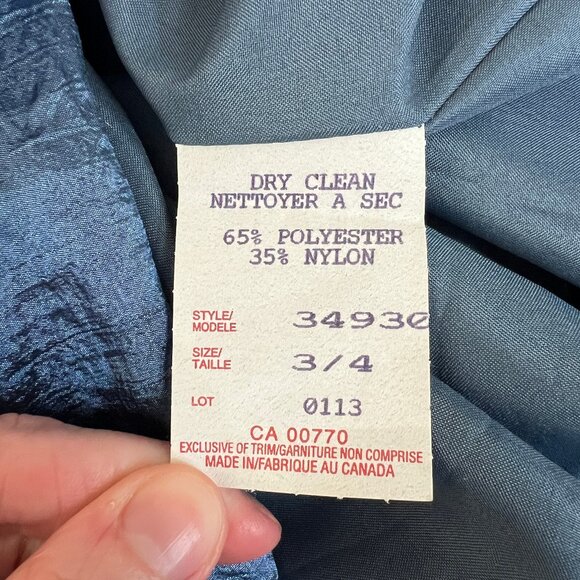 DRY CLEAN
NETTOYER A SEC
65% POLYESTER
35% NYLON
STYLE/
MODELE 34930
SIZE/
TAILLE 3/4
LOT 0113
CA 00770
EXCLUSIVE OF TRIM/GARNITURE NON COMPRISE
MADE IN/FABRIQUE AU CANADA